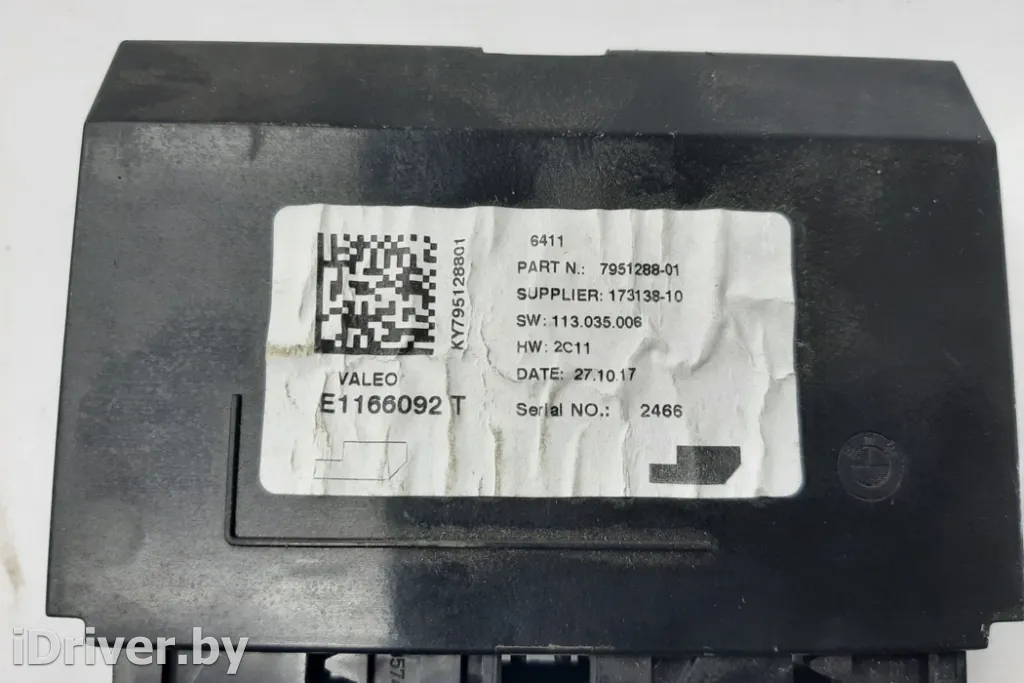 6411
PART N.: 7951288-01
SUPPLIER: 173138-10
SW: 113.035.006
HW: 2C11
DATE: 27.10.17
Serial NO.: 2466
KY795128801
VALEO
E1166092 T
iDriver.by